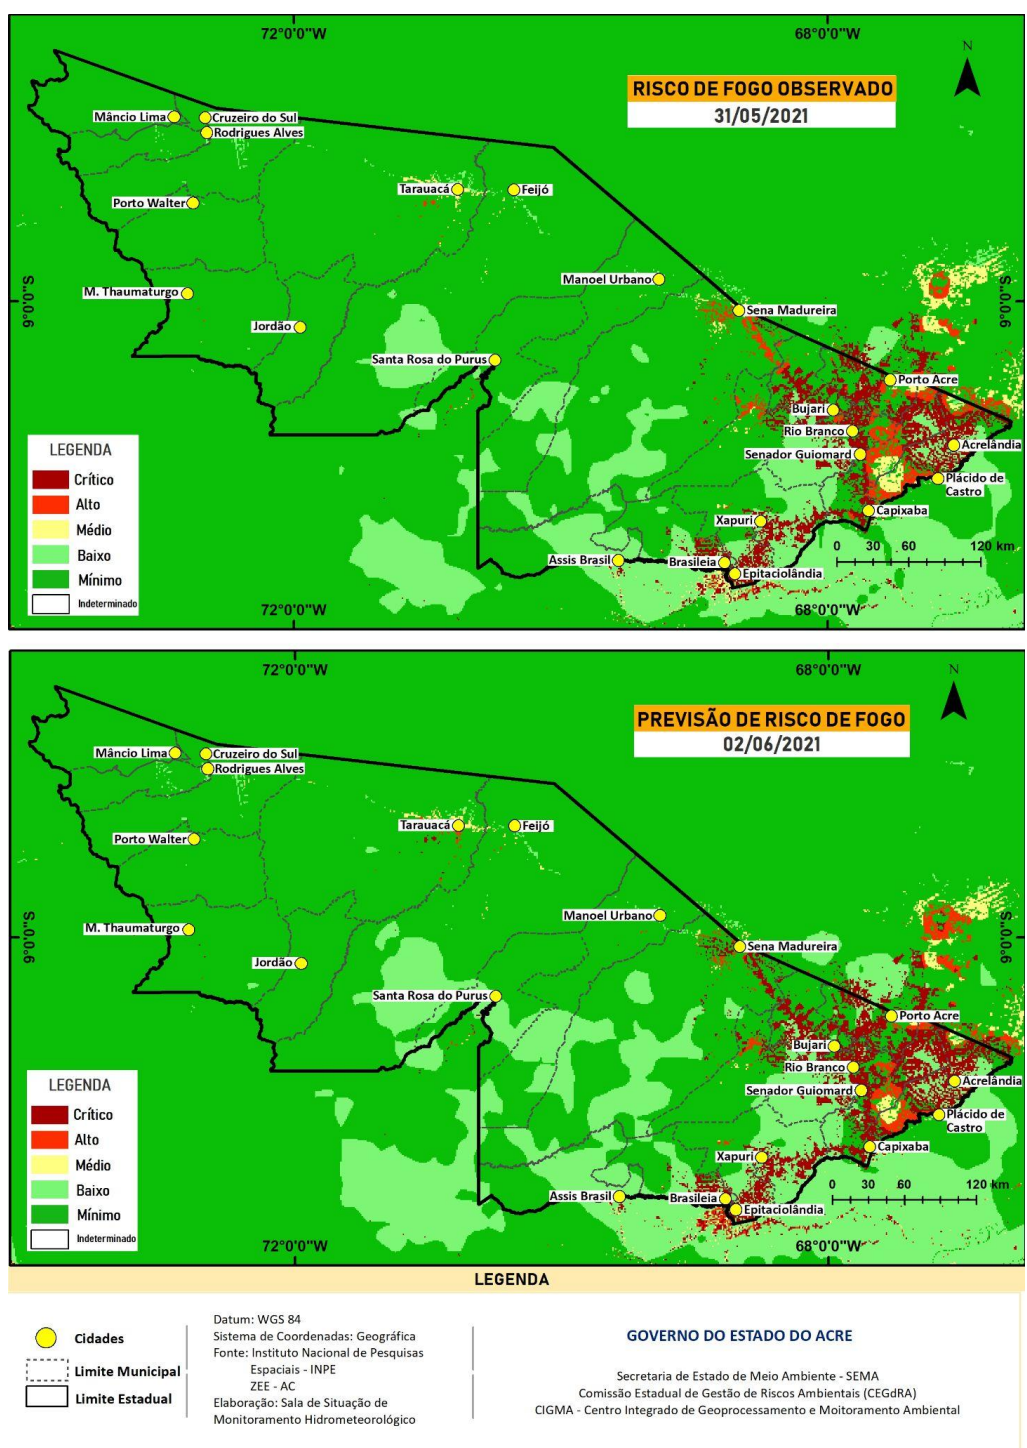 72°0'0"W
68°0'0"W
N
RISCO DE FOGO OBSERVADO
31/05/2021
Mâncio Lima
Cruzeiro do Sul
Rodrigues Alves
Tarauacá
Feijó
Porto Walter
Manoel Urbano
9°0'0"S
M. Thaumaturgo
9°0'0"S
Sena Madureira
Jordão
Santa Rosa do Purus
Porto Acre
Bujari
Rio Branco
Acrelândia
Senador Guiomard
Plácido de
Castro
Capixaba
Xapuri
Assis Brasil
Brasileia
Epitaciolândia
0 30 60 120 km
LEGENDA
Crítico
Alto
Médio
Baixo
Mínimo
Indeterminado
72°0'0"W
68°0'0"W
72°0'0"W
68°0'0"W
N
PREVISÃO DE RISCO DE FOGO
02/06/2021
Mâncio Lima
Cruzeiro do Sul
Rodrigues Alves
Tarauacá
Feijó
Porto Walter
Manoel Urbano
9°0'0"S
M. Thaumaturgo
9°0'0"S
Sena Madureira
Jordão
Santa Rosa do Purus
Porto Acre
Bujari
Rio Branco
Acrelândia
Senador Guiomard
Plácido de
Castro
Capixaba
Xapuri
Assis Brasil
Brasileia
Epitaciolândia
0 30 60 120 km
LEGENDA
Crítico
Alto
Médio
Baixo
Mínimo
Indeterminado
72°0'0"W
68°0'0"W
LEGENDA
Cidades
Limite Municipal
Limite Estadual
Datum: WGS 84
Sistema de Coordenadas: Geográfica
Fonte: Instituto Nacional de Pesquisas
Espaciais - INPE
ZEE - AC
Elaboração: Sala de Situação de
Monitoramento Hidrometeorológico
GOVERNO DO ESTADO DO ACRE
Secretaria de Estado de Meio Ambiente - SEMA
Comissão Estadual de Gestão de Riscos Ambientais (CEGdRA)
CIGMA - Centro Integrado de Geoprocessamento e Moitoramento Ambiental